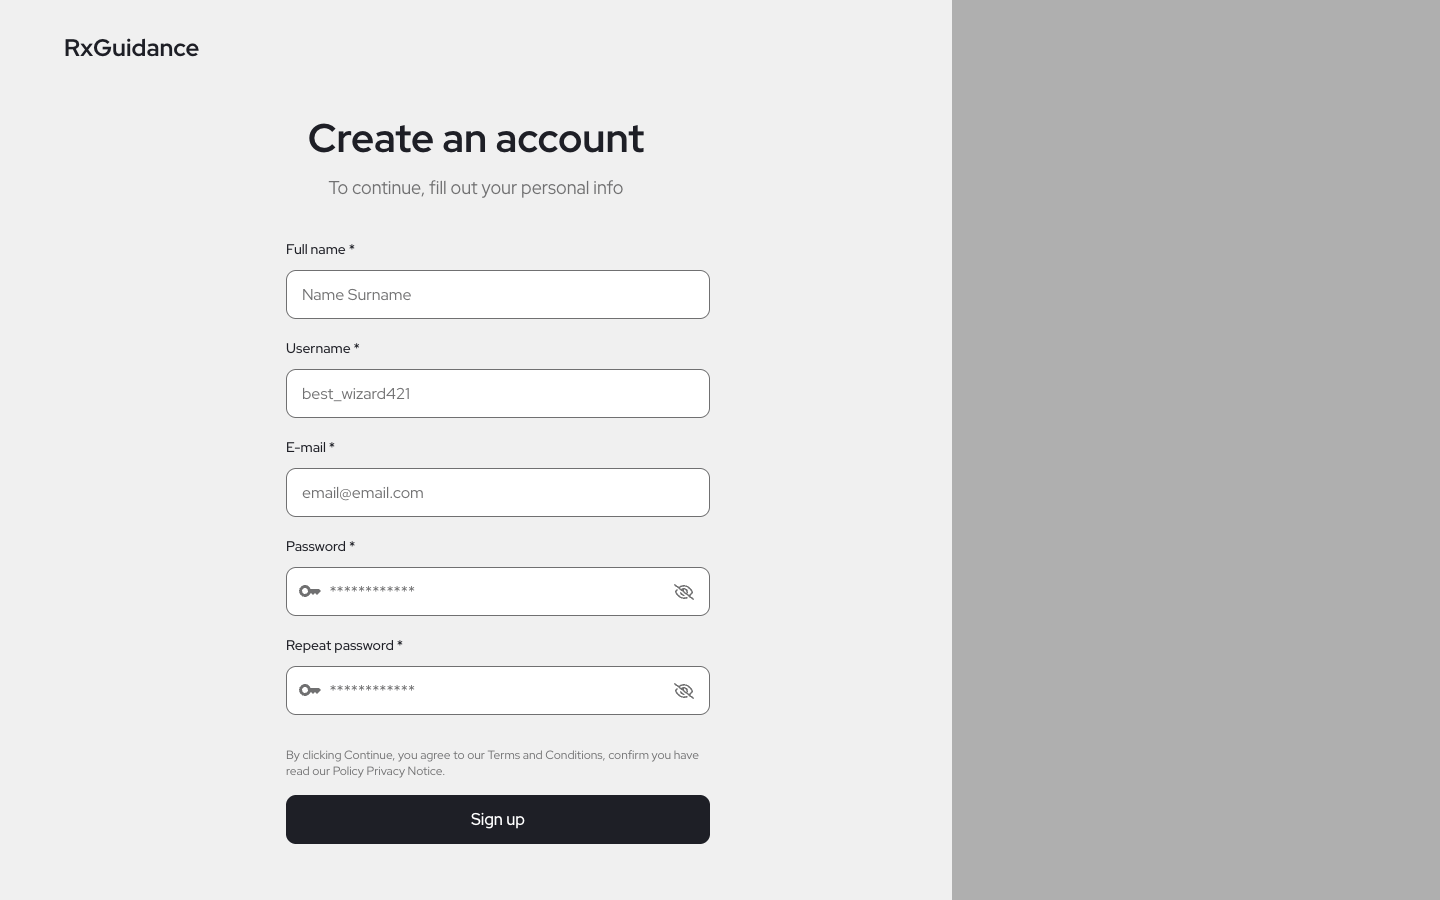 RxGuidance
Create an account
To continue, fill out your personal info
Full name *
Name Surname
Username *
best_wizard421
E-mail *
email@email.com
Password *
************
Repeat password *
************
By clicking Continue, you agree to our Terms and Conditions, confirm you have
read our Policy Privacy Notice.
Sign up